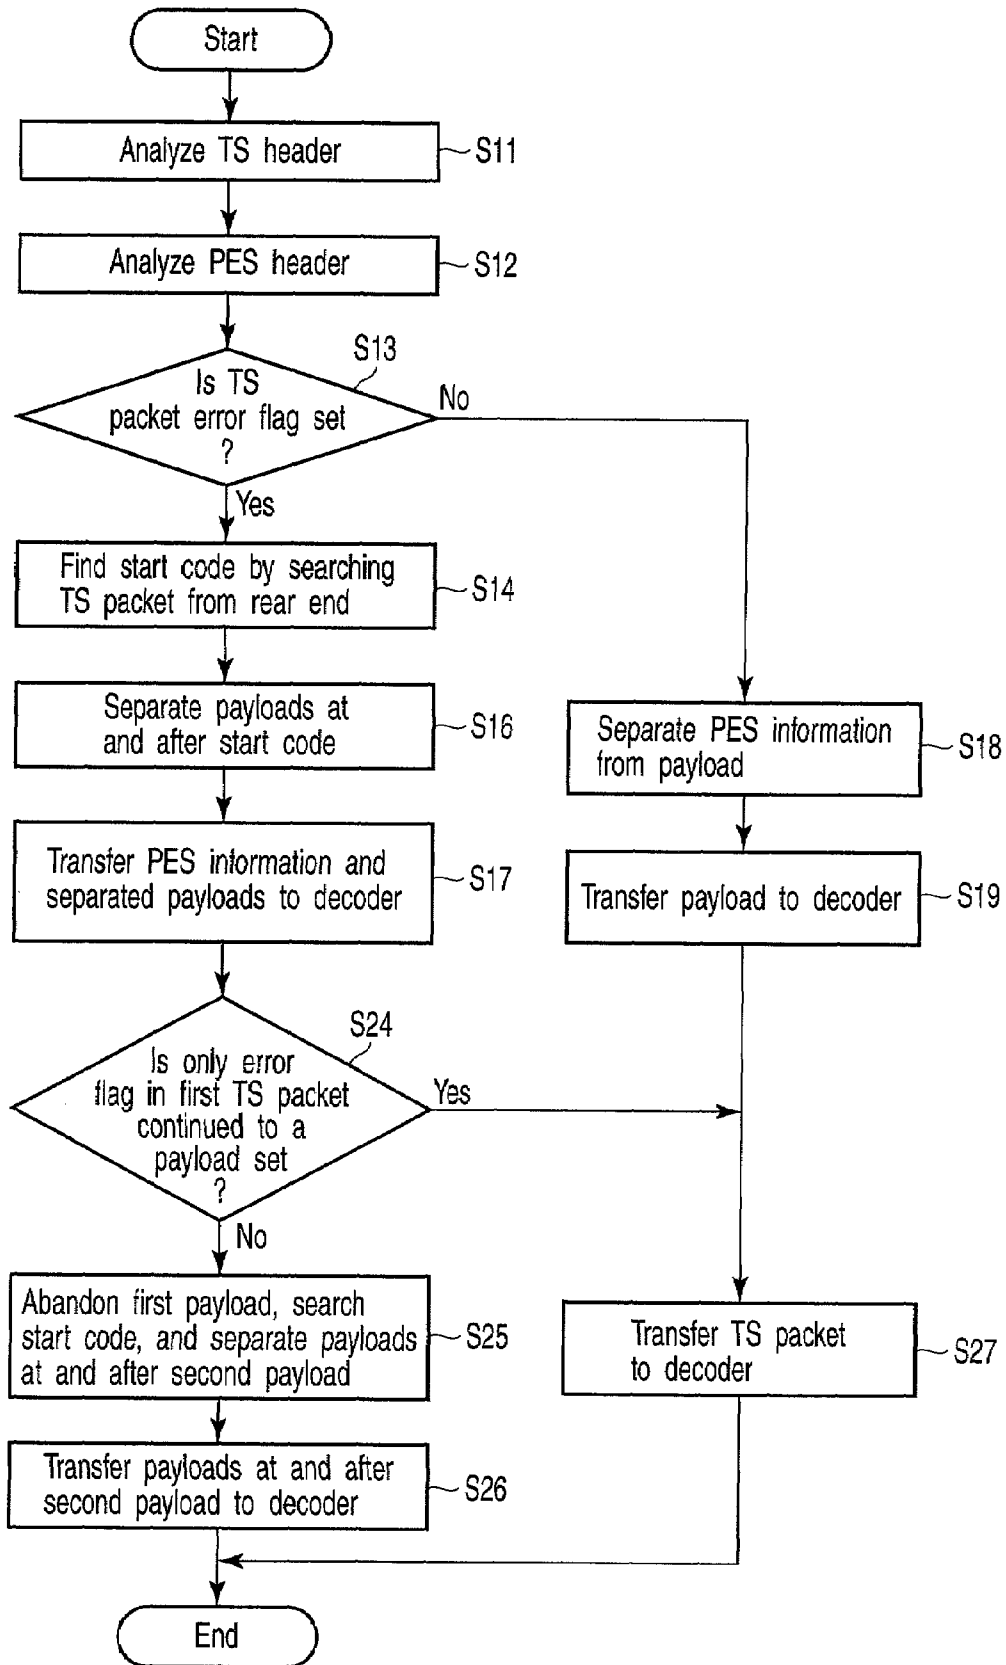 Start
Analyze TS header
S11
Analyze PES header
S12
S13
Is TS
packet error flag set
?
No
Yes
Find start code by searching
TS packet from rear end
S14
Separate payloads at
and after start code
S16
Separate PES information
from payload
S18
Transfer PES information and
separated payloads to decoder
S17
Transfer payload to decoder
S19
S24
Is only error
flag in first TS packet
continued to a
payload set
?
Yes
No
Abandon first payload, search
start code, and separate payloads
at and after second payload
S25
Transfer TS packet
to decoder
S27
Transfer payloads at and after
second payload to decoder
S26
End